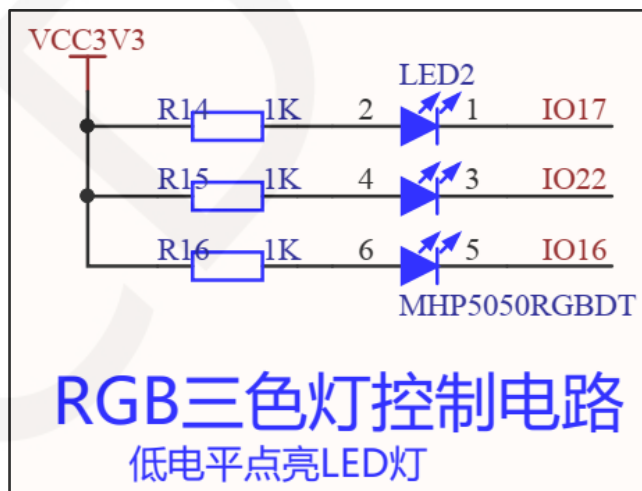 VCC3V3
LED2
R14 1K 2 1 IO17
R15 1K 4 3 IO22
R16 1K 6 5 IO16
MHP5050RGBDT
RGB三色灯控制电路
低电平点亮LED灯